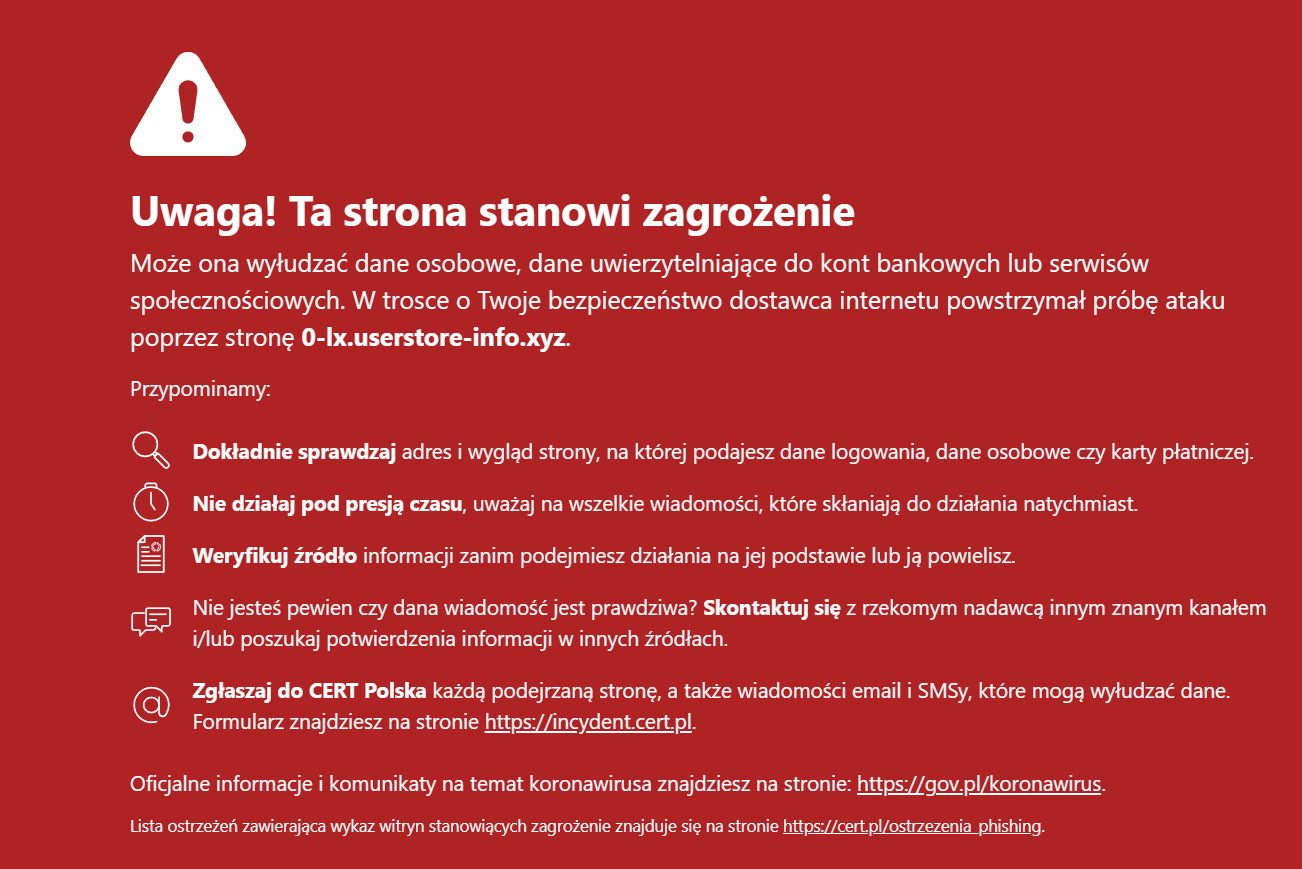 Uwaga! Ta strona stanowi zagrożenie
Może ona wyłudzać dane osobowe, dane uwierzytelniające do kont bankowych lub serwisów
społecznościowych. W trosce o Twoje bezpieczeństwo dostawca internetu powstrzymał próbę ataku
poprzez stronę 0-lx.userstore-info.xyz.
Przypominamy:
Dokładnie sprawdzaj adres i wygląd strony, na której podajesz dane logowania, dane osobowe czy karty płatniczej.
Nie działaj pod presją czasu, uważaj na wszelkie wiadomości, które skłaniają do działania natychmiast.
Weryfikuj źródło informacji zanim podejmiesz działania na jej podstawie lub ją powielisz.
Nie jesteś pewien czy dana wiadomość jest prawdziwa? Skontaktuj się z rzekomym nadawcą innym znanym kanałem
i/lub poszukaj potwierdzenia informacji w innych źródłach.
Zgłaszaj do CERT Polska każdą podejrzaną stronę, a także wiadomości email i SMSy, które mogą wyłudzać dane.
Formularz znajdziesz na stronie https://incydent.cert.pl.
Oficjalne informacje i komunikaty na temat koronawirusa znajdziesz na stronie: https://gov.pl/koronawirus.
Lista ostrzeżeń zawierająca wykaz witryn stanowiących zagrożenie znajduje się na stronie https://cert.pl/ostrzezenia_phishing.